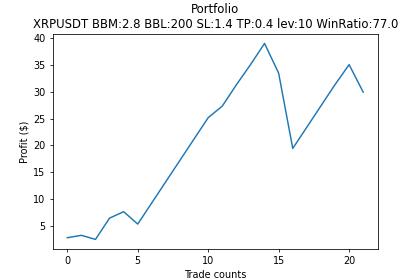 Portfolio
XRPUSDT BBM:2.8 BBL:200 SL:1.4 TP:0.4 lev:10 WinRatio:77.0
40
35
30
25
20
15
10
5
Profit ($)
0 5 10 15 20
Trade counts